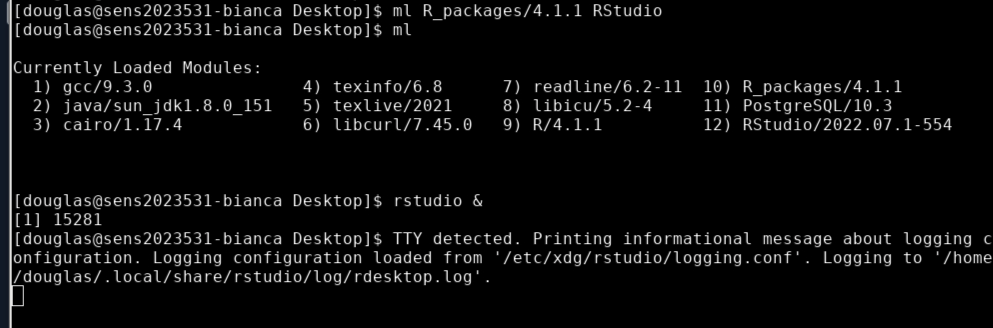 [douglas@sens2023531-bianca Desktop]$ ml R_packages/4.1.1 RStudio
[douglas@sens2023531-bianca Desktop]$ ml
Currently Loaded Modules:
1) gcc/9.3.0 4) texinfo/6.8 7) readline/6.2-11 10) R_packages/4.1.1
2) java/sun_jdk1.8.0_151 5) texlive/2021 8) libicu/5.2-4 11) PostgreSQL/10.3
3) cairo/1.17.4 6) libcurl/7.45.0 9) R/4.1.1 12) RStudio/2022.07.1-554
[douglas@sens2023531-bianca Desktop]$ rstudio &
[1] 15281
[douglas@sens2023531-bianca Desktop]$ TTY detected. Printing informational message about logging c
onfiguration. Logging configuration loaded from '/etc/xdg/rstudio/logging.conf'. Logging to '/home
/douglas/.local/share/rstudio/log/rdesktop.log'.